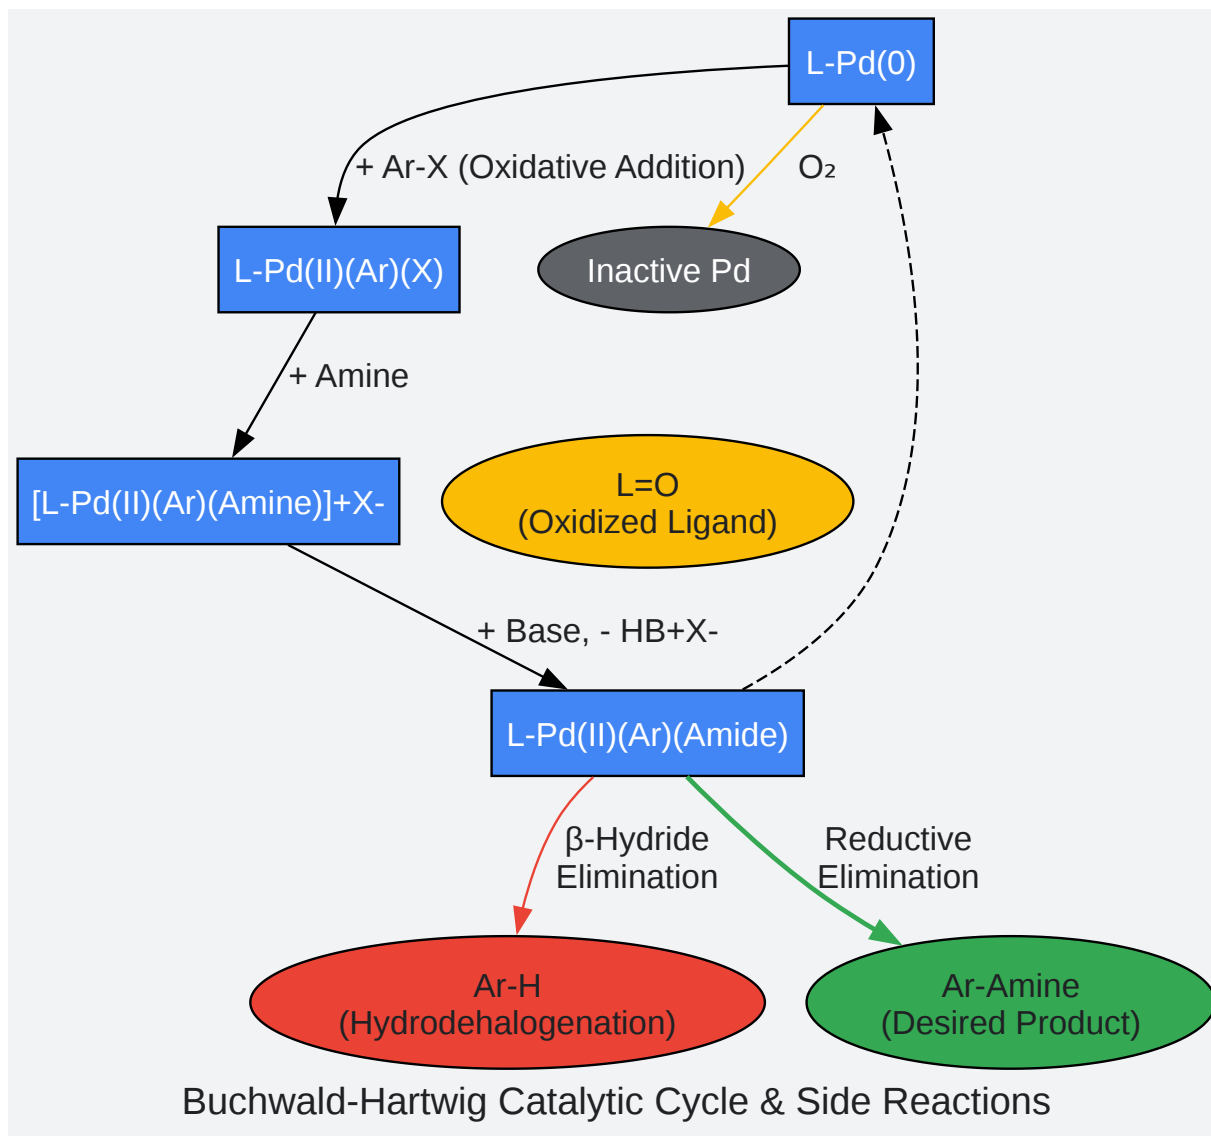 L-Pd(0)
+ Ar-X (Oxidative Addition)
O₂
L-Pd(II)(Ar)(X)
Inactive Pd
+ Amine
[L-Pd(II)(Ar)(Amine)]+X-
L=O
(Oxidized Ligand)
+ Base, - HB+X-
L-Pd(II)(Ar)(Amide)
β-Hydride
Elimination
Reductive
Elimination
Ar-H
(Hydrodehalogenation)
Ar-Amine
(Desired Product)
Buchwald-Hartwig Catalytic Cycle & Side Reactions